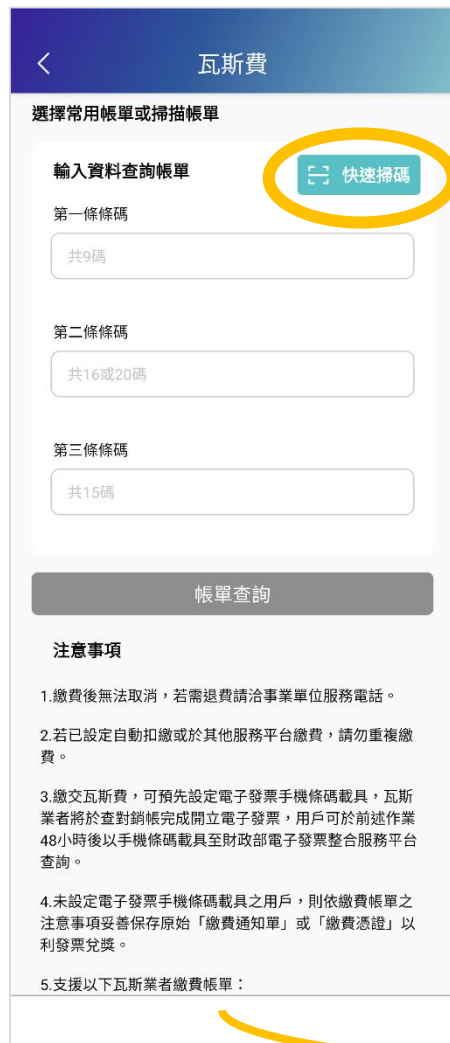 瓦斯費
選擇常用帳單或掃描帳單
輸入資料查詢帳單
快速掃碼
第一條條碼
共9碼
第二條條碼
共16或20碼
第三條條碼
共15碼
帳單查詢
注意事項
1.繳費後無法取消，若需退費請洽事業單位服務電話。
2.若已設定自動扣繳或於其他服務平台繳費，請勿重複繳
費。
3.繳交瓦斯費，可預先設定電子發票手機條碼載具，瓦斯
業者將於查對銷帳完成開立電子發票，用戶可於前述作業
48小時後以手機條碼載具至財政部電子發票整合服務平台
查詢。
4.未設定電子發票手機條碼載具之用戶，則依繳費帳單之
注意事項妥善保存原始「繳費通知單」或「繳費憑證」以
利發票兌獎。
5.支援以下瓦斯業者繳費帳單：